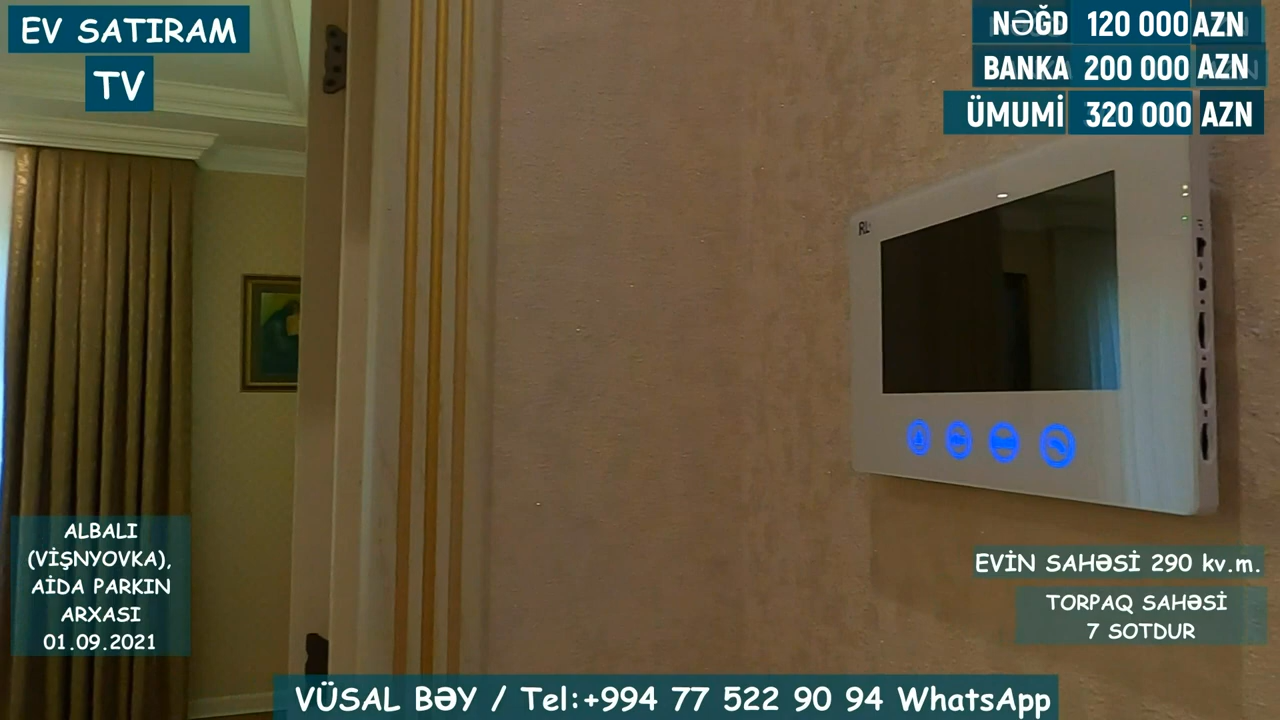 EV SATIRAM
TV
NƏĞD 120 000 AZN
BANKA 200 000 AZN
ÜMUMİ 320 000 AZN
RL
ALBALI
(VİŞNYOVKA),
AİDA PARKIN
ARXASI
01.09.2021
EVİN SAHƏSİ 290 kv.m.
TORPAQ SAHƏSİ
7 SOTDUR
VÜSAL BƏY / Tel:+994 77 522 90 94 WhatsApp